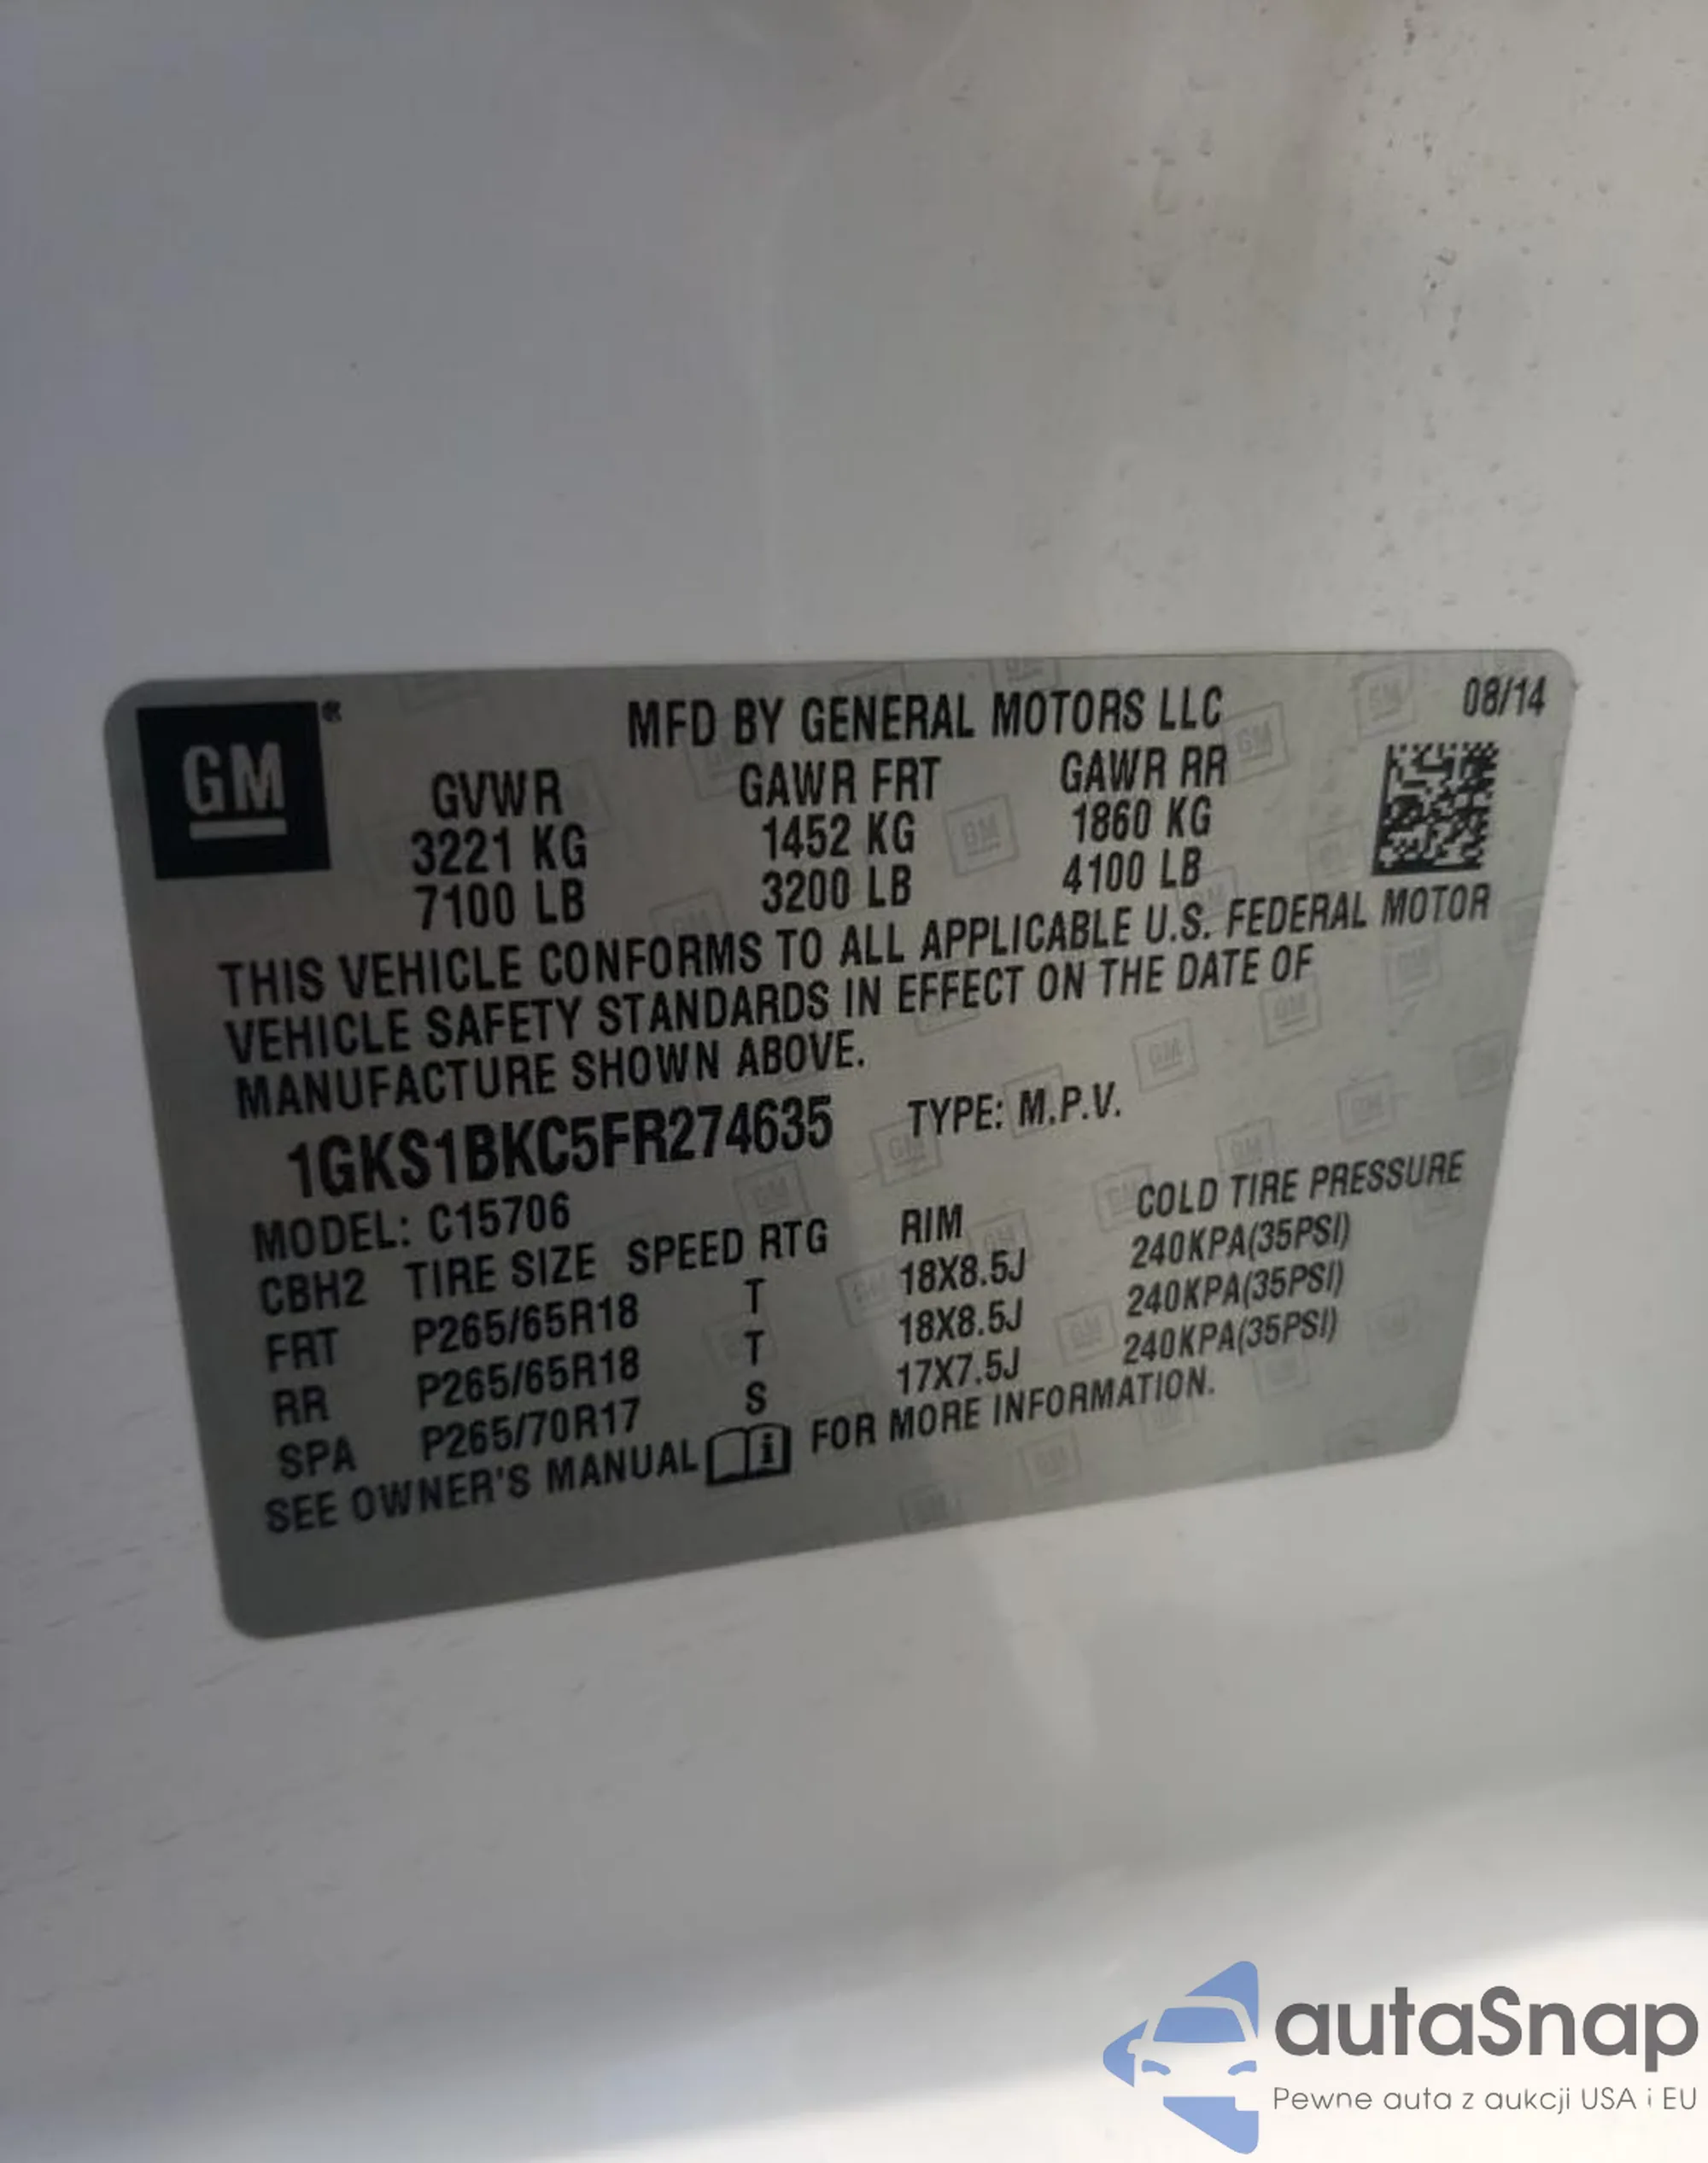 GM®
MFD BY GENERAL MOTORS LLC 08/14
GVWR GAWR FRT GAWR RR
3221 KG 1452 KG 1860 KG
7100 LB 3200 LB 4100 LB
THIS VEHICLE CONFORMS TO ALL APPLICABLE U.S. FEDERAL MOTOR
VEHICLE SAFETY STANDARDS IN EFFECT ON THE DATE OF
MANUFACTURE SHOWN ABOVE.
1GKS1BKC5FR274635 TYPE: M.P.V.
MODEL: C15706
CBH2 TIRE SIZE SPEED RTG RIM COLD TIRE PRESSURE
FRT P265/65R18 T 18X8.5J 240KPA(35PSI)
RR P265/65R18 T 18X8.5J 240KPA(35PSI)
SPA P265/70R17 S 17X7.5J 240KPA(35PSI)
SEE OWNER'S MANUAL i FOR MORE INFORMATION.
autaSnap
Pewne auta z aukcji USA i EU